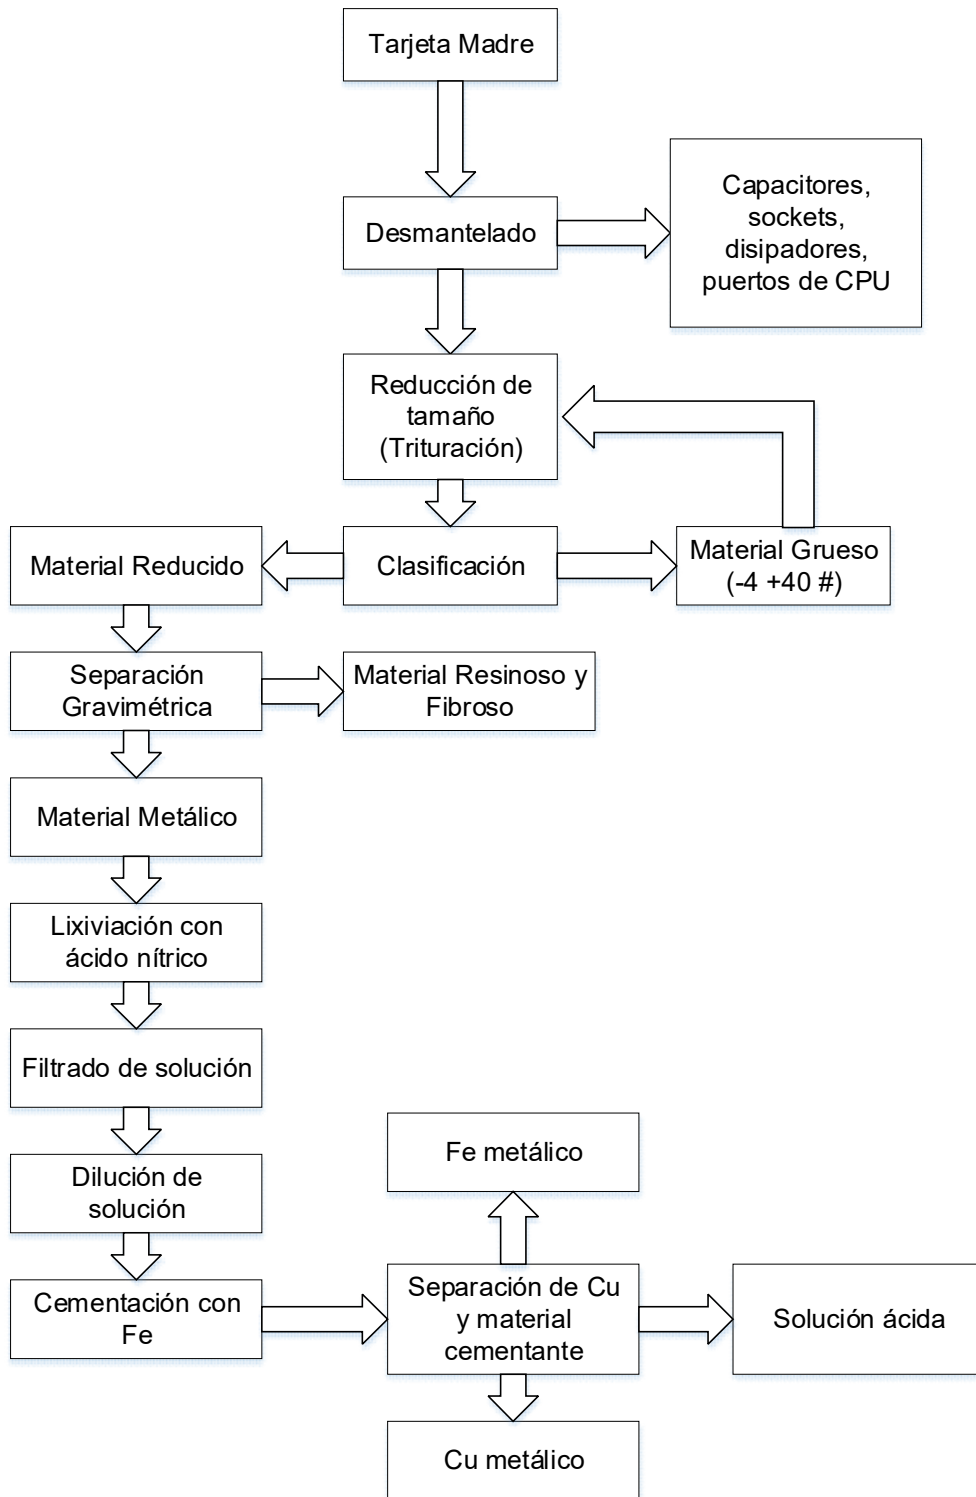 Tarjeta Madre
Desmantelado
Capacitores,
sockets,
disipadores,
puertos de CPU
Reducción de
tamaño
(Trituración)
Material Reducido
Clasificación
Material Grueso
(-4 +40 #)
Separación
Gravimétrica
Material Resinoso y
Fibroso
Material Metálico
Lixiviación con
ácido nítrico
Filtrado de solución
Dilución de
solución
Fe metálico
Cementación con
Fe
Separación de Cu
y material
cementante
Solución ácida
Cu metálico